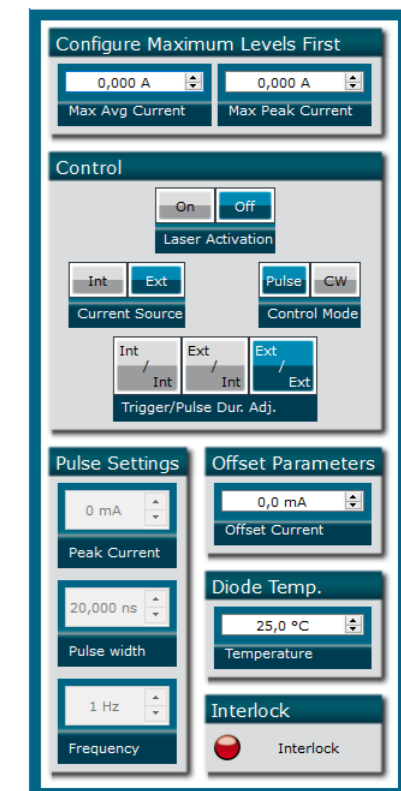 Configure Maximum Levels First
0,000 A
0,000 A
Max Avg Current
Max Peak Current
Control
On
Off
Laser Activation
Int
Ext
Current Source
Pulse
CW
Control Mode
Int
/
Int
Ext
/
Int
Ext
/
Ext
Trigger/Pulse Dur. Adj.
Pulse Settings
0 mA
Peak Current
20,000 ns
Pulse width
1 Hz
Frequency
Offset Parameters
0,0 mA
Offset Current
Diode Temp.
25,0 °C
Temperature
Interlock
Interlock